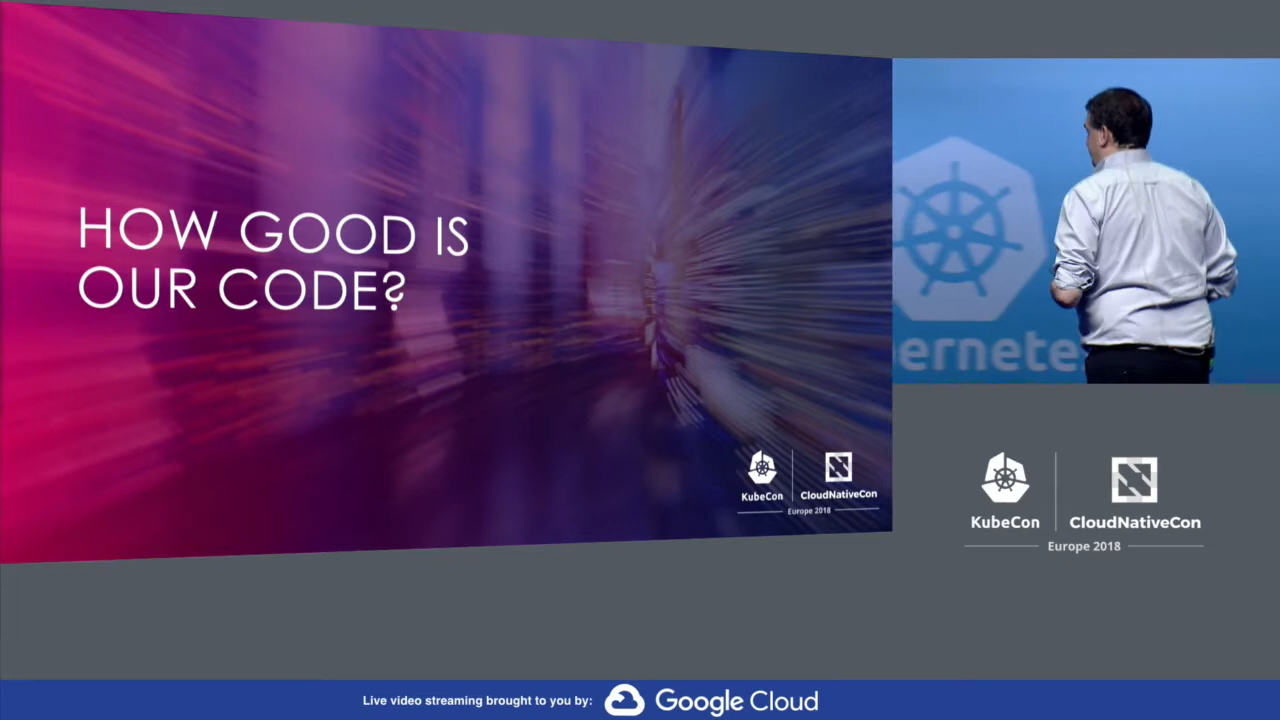 HOW GOOD IS
OUR CODE?
KubeCon
CloudNativeCon
Europe 2018
ernete
KubeCon
CloudNativeCon
Europe 2018
Live video streaming brought to you by:
Google Cloud